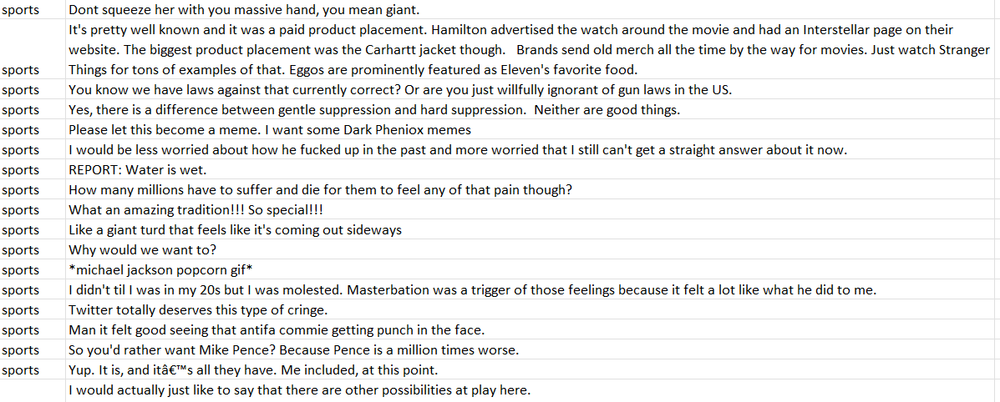 sports Dont squeeze her with you massive hand, you mean giant.
It's pretty well known and it was a paid product placement. Hamilton advertised the watch around the movie and had an Interstellar page on their
website. The biggest product placement was the Carhartt jacket though.   Brands send old merch all the time by the way for movies. Just watch Stranger
sports Things for tons of examples of that. Eggos are prominently featured as Eleven's favorite food.
sports You know we have laws against that currently correct? Or are you just willfully ignorant of gun laws in the US.
sports Yes, there is a difference between gentle suppression and hard suppression.  Neither are good things.
sports Please let this become a meme. I want some Dark Pheniox memes
sports I would be less worried about how he fucked up in the past and more worried that I still can't get a straight answer about it now.
sports REPORT: Water is wet.
sports How many millions have to suffer and die for them to feel any of that pain though?
sports What an amazing tradition!!! So special!!!
sports Like a giant turd that feels like it's coming out sideways
sports Why would we want to?
sports *michael jackson popcorn gif*
sports I didn't til I was in my 20s but I was molested. Masterbation was a trigger of those feelings because it felt a lot like what he did to me.
sports Twitter totally deserves this type of cringe.
sports Man it felt good seeing that antifa commie getting punch in the face.
sports So you'd rather want Mike Pence? Because Pence is a million times worse.
sports Yup. It is, and itâ€™s all they have. Me included, at this point.
I would actually just like to say that there are other possibilities at play here.